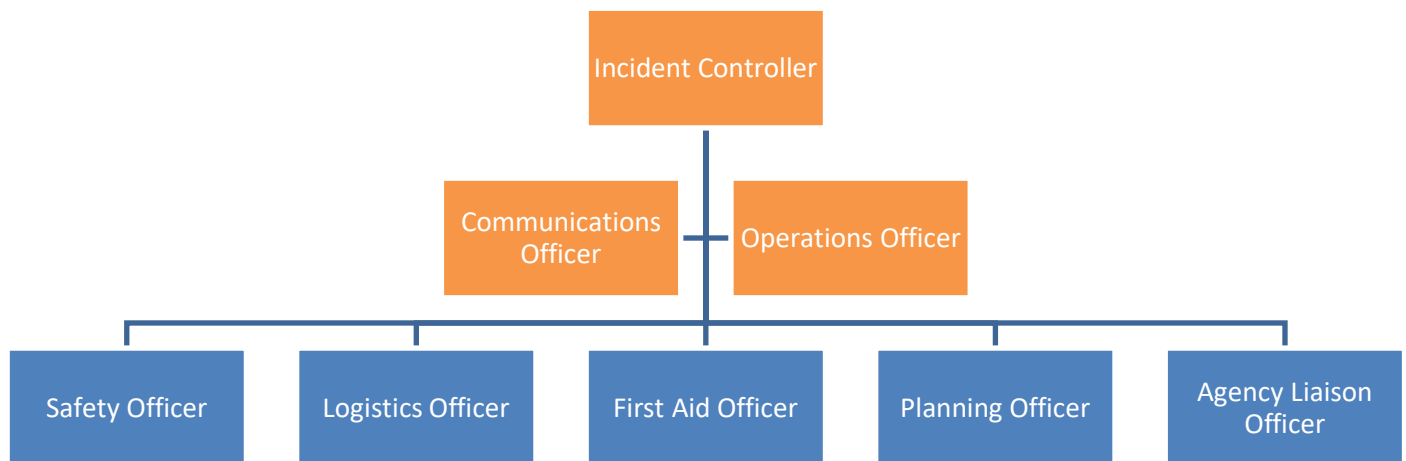 Incident Controller
Communications
Officer
Operations Officer
Safety Officer
Logistics Officer
First Aid Officer
Planning Officer
Agency Liaison
Officer